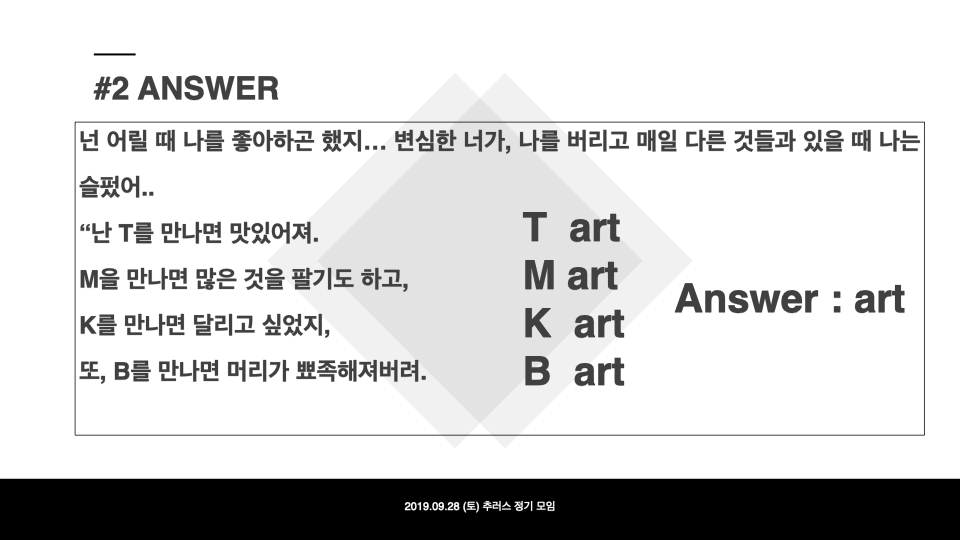 #2 ANSWER
넌 어릴 때 나를 좋아하곤 했지… 변심한 너가, 나를 버리고 매일 다른 것들과 있을 때 나는
슬펐어..
“난 T를 만나면 맛있어져.
M을 만나면 많은 것을 팔기도 하고,
K를 만나면 달리고 싶었지,
또, B를 만나면 머리가 뾰족해져버려.
T art
M art
K art
B art
Answer : art
2019.09.28 (토) 추러스 정기 모임